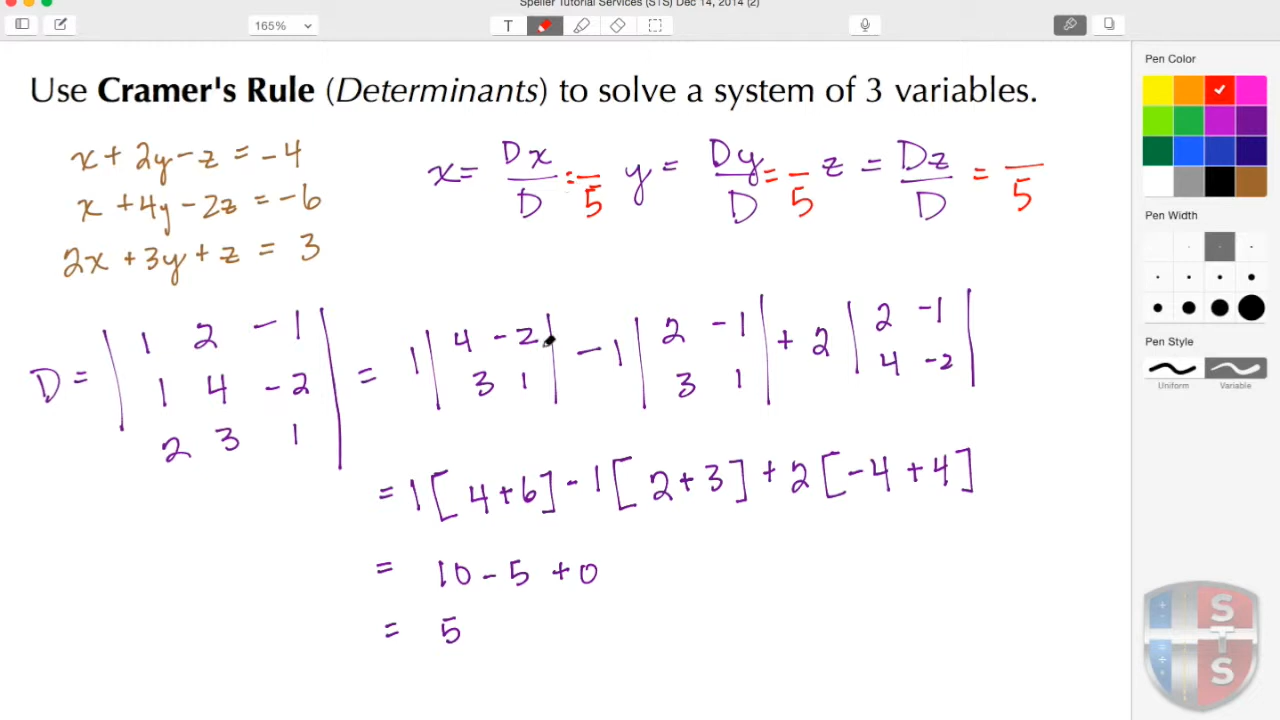 Speller Tutorial Services (STS) Dec 14, 2014 (2)
165% T
Use Cramer's Rule (Determinants) to solve a system of 3 variables.
x + 2y - z = -4
x + 4y - 2z = -6
2x + 3y + z = 3
x = Dx/D = /5 y = Dy/D = /5 z = Dz/D = /5
D = | 1 2 -1 | = 1 | 4 -2 | - 1 | 2 -1 | + 2 | 2 -1 |
| 1 4 -2 | | 3 1 | | 3 1 | | 4 -2 |
| 2 3 1 |
= 1 [ 4 + 6 ] - 1 [ 2 + 3 ] + 2 [ -4 + 4 ]
= 10 - 5 + 0
= 5
Pen Color
Pen Width
Pen Style
Uniform Variable
STS